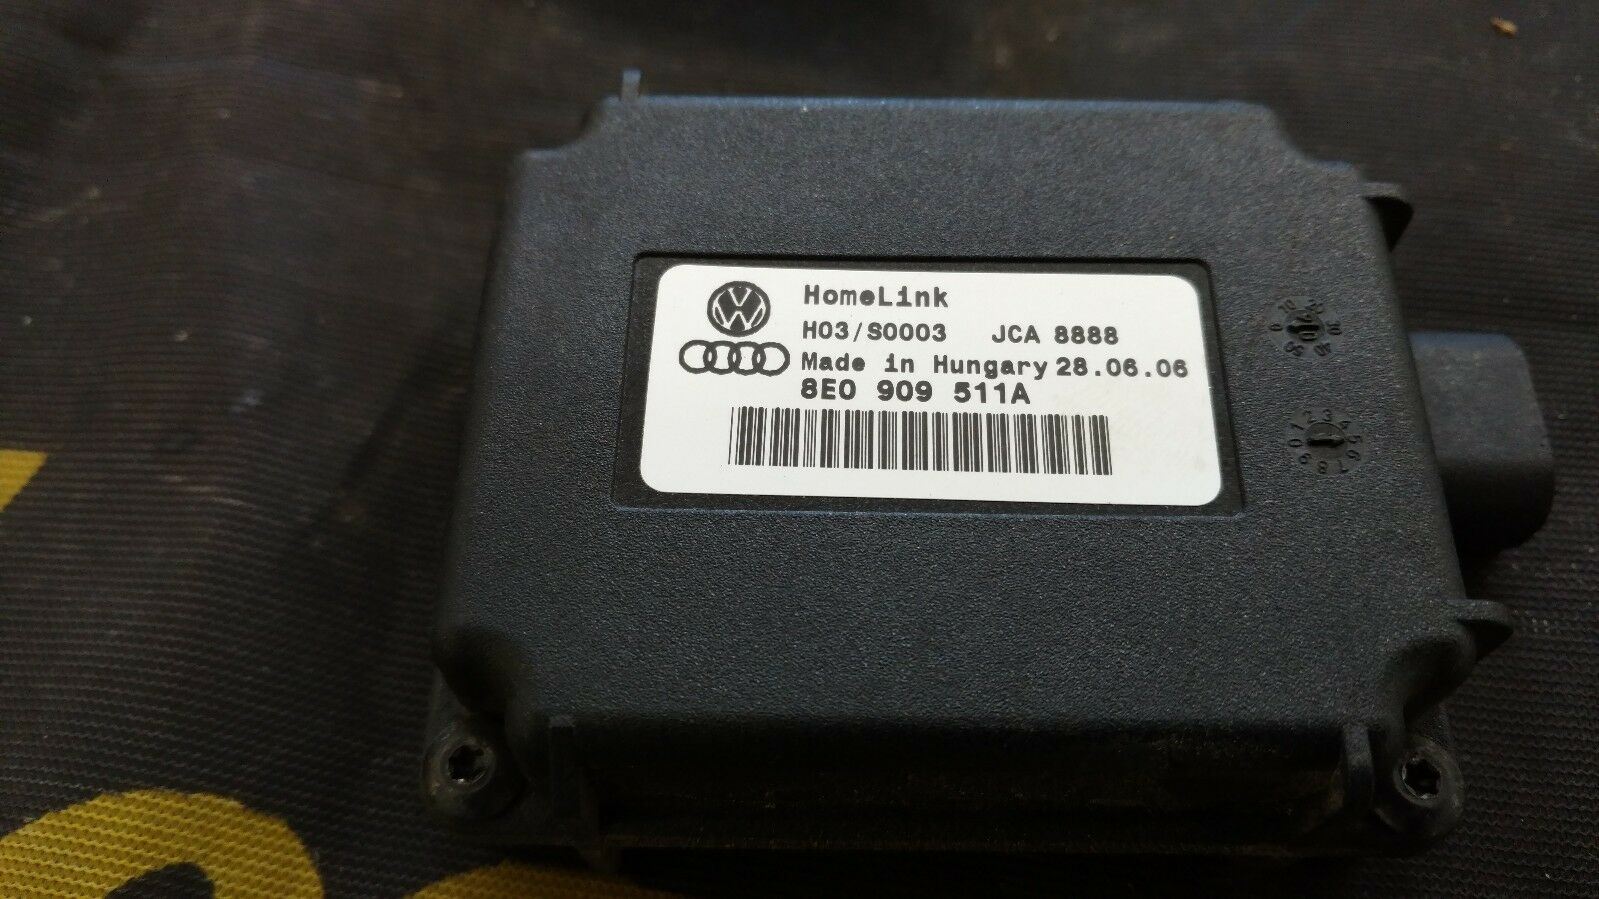 HomeLink
H03/S0003 JCA 8888
Made in Hungary 28.06.06
8E0 909 511A